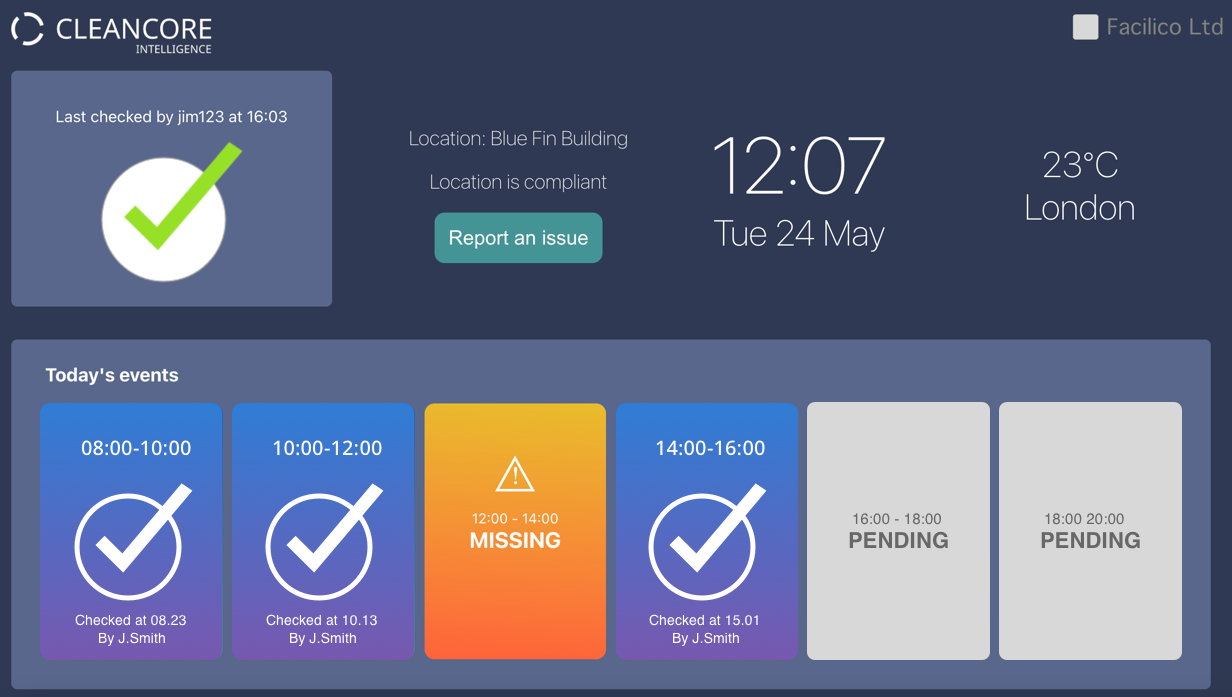 CLEANCORE
INTELLIGENCE
Facilico Ltd
Last checked by jim123 at 16:03
Location: Blue Fin Building
Location is compliant
Report an issue
12:07
Tue 24 May
23°C
London
Today's events
08:00-10:00
Checked at 08.23
By J.Smith
10:00-12:00
Checked at 10.13
By J.Smith
12:00 - 14:00
MISSING
14:00-16:00
Checked at 15.01
By J.Smith
16:00 - 18:00
PENDING
18:00 20:00
PENDING